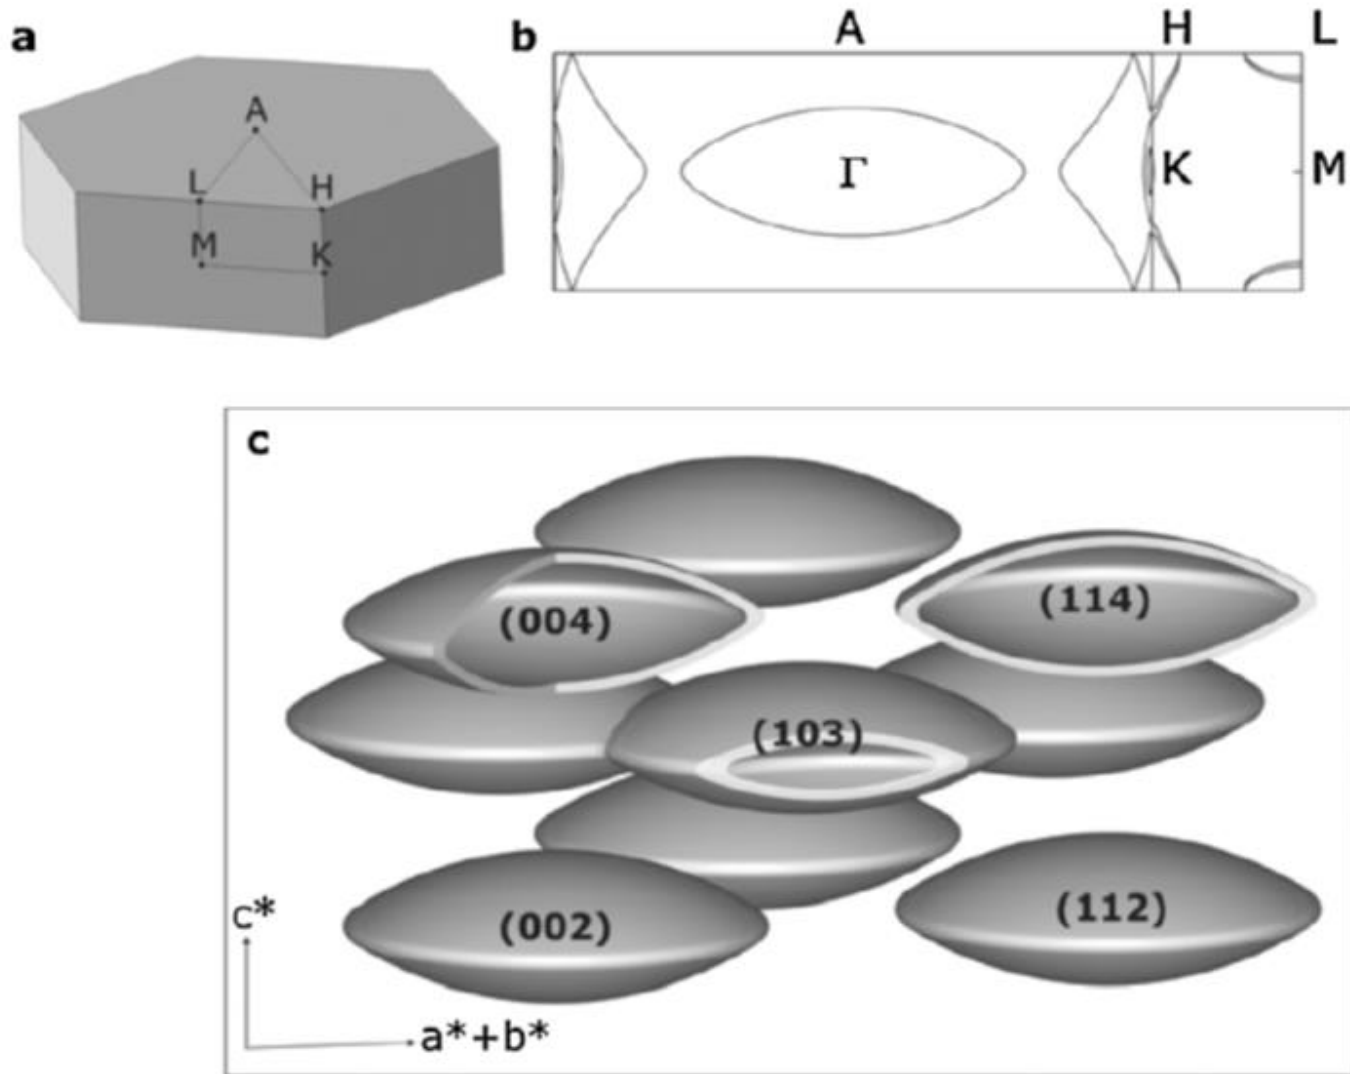 a
A
L
H
M
K
b
A
H
L
Γ
K
M
c
(004)
(114)
(103)
(002)
(112)
c*
a*+b*